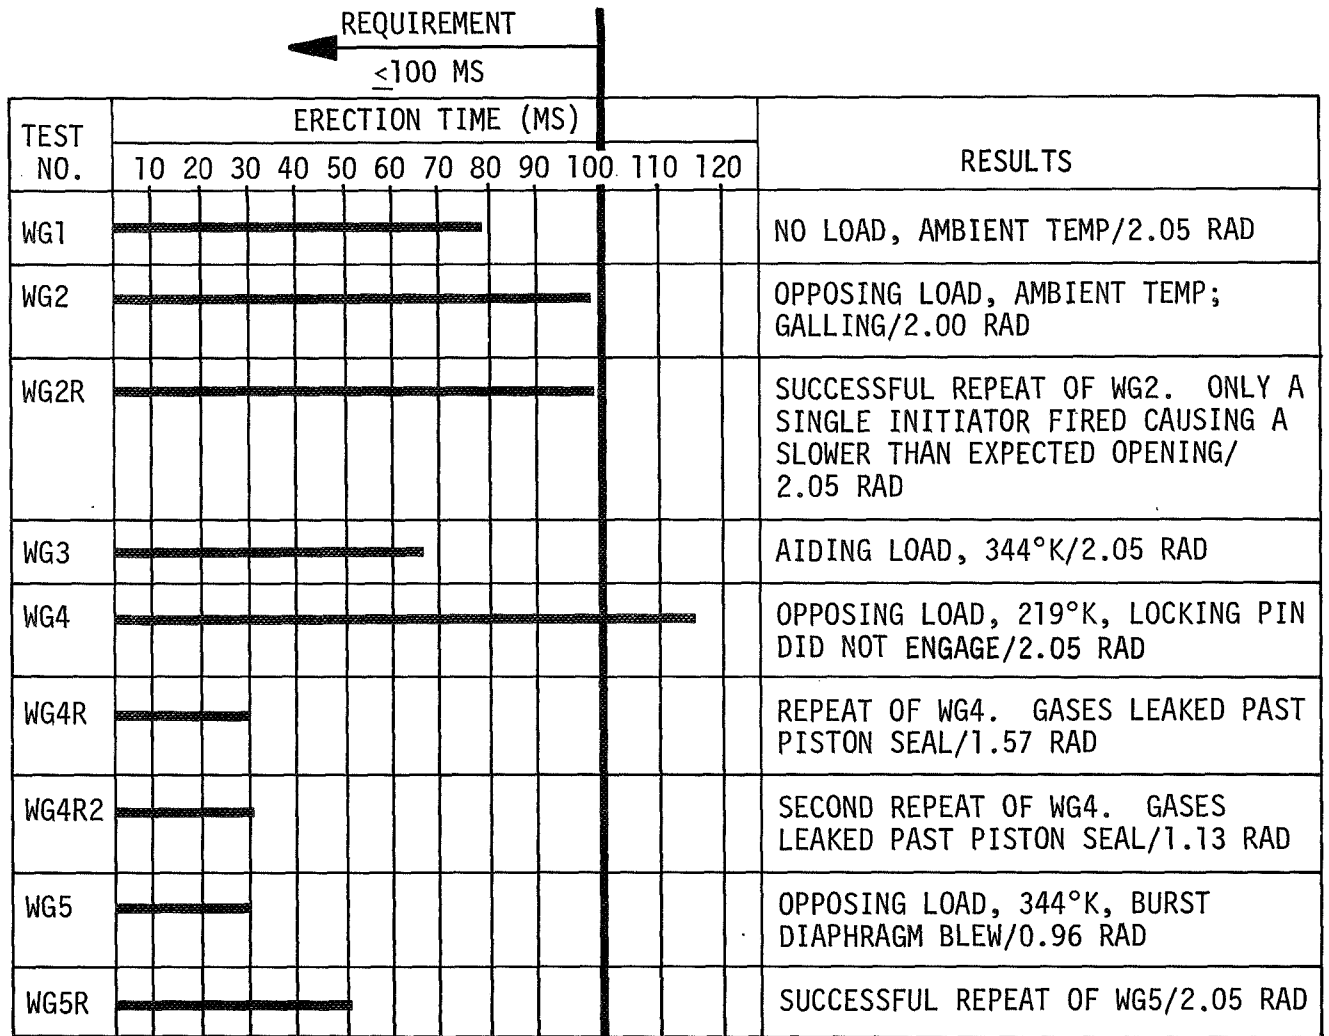 REQUIREMENT
≤100 MS
TEST NO.
ERECTION TIME (MS)
10 20 30 40 50 60 70 80 90 100 110 120
RESULTS
WG1
NO LOAD, AMBIENT TEMP/2.05 RAD
WG2
OPPOSING LOAD, AMBIENT TEMP;
GALLING/2.00 RAD
WG2R
SUCCESSFUL REPEAT OF WG2. ONLY A
SINGLE INITIATOR FIRED CAUSING A
SLOWER THAN EXPECTED OPENING/
2.05 RAD
WG3
AIDING LOAD, 344°K/2.05 RAD
WG4
OPPOSING LOAD, 219°K, LOCKING PIN
DID NOT ENGAGE/2.05 RAD
WG4R
REPEAT OF WG4. GASES LEAKED PAST
PISTON SEAL/1.57 RAD
WG4R2
SECOND REPEAT OF WG4. GASES
LEAKED PAST PISTON SEAL/1.13 RAD
WG5
OPPOSING LOAD, 344°K, BURST
DIAPHRAGM BLEW/0.96 RAD
WG5R
SUCCESSFUL REPEAT OF WG5/2.05 RAD